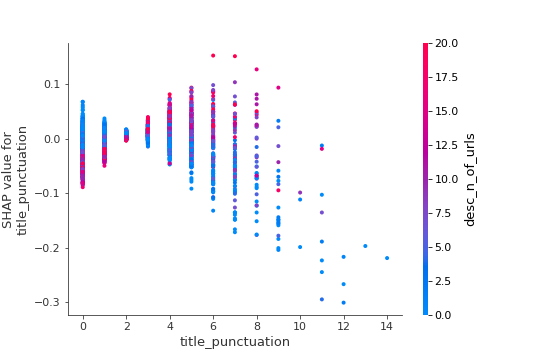 0.1
0.0
−0.1
−0.2
−0.3
SHAP value for
title_punctuation
0 2 4 6 8 10 12 14
title_punctuation
20.0
17.5
15.0
12.5
10.0
7.5
5.0
2.5
0.0
desc_n_of_urls